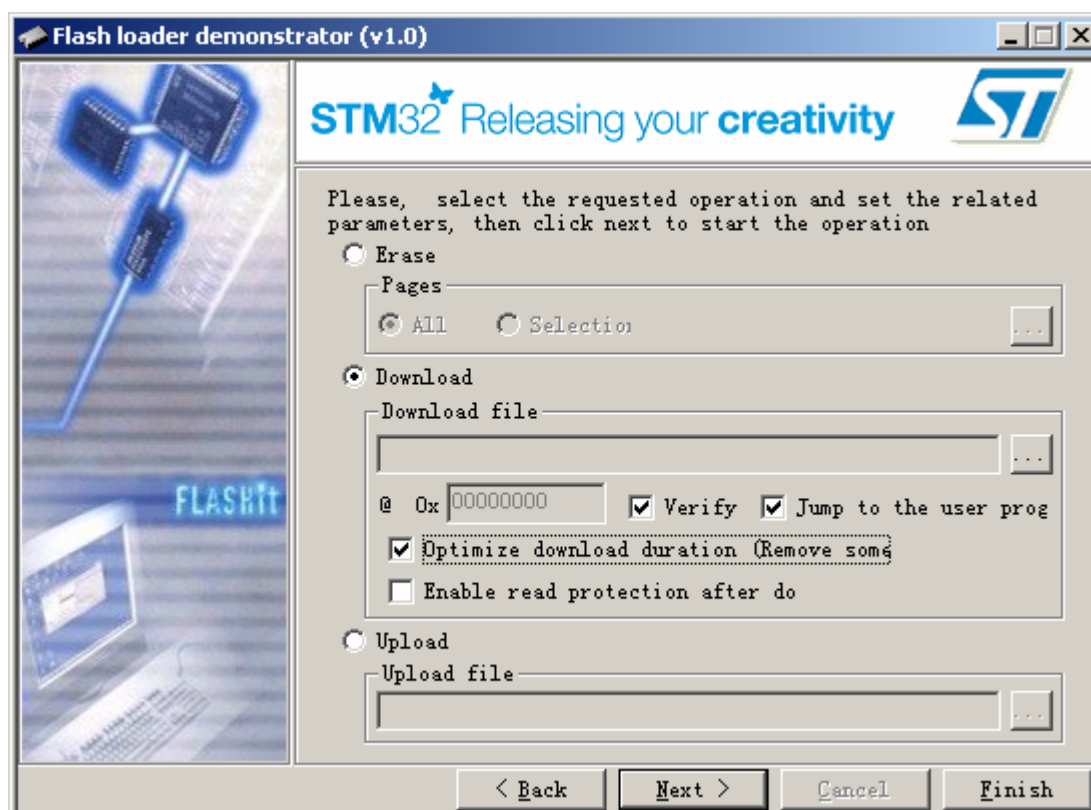 Flash loader demonstrator (v1.0)
STM32 Releasing your creativity
ST
Please, select the requested operation and set the related
parameters, then click next to start the operation
Erase
Pages
All Selection
...
Download
Download file
...
@ 0x 00000000 Verify Jump to the user prog
Optimize download duration (Remove some
Enable read protection after do
Upload
Upload file
...
FLASHit
< Back Next > Cancel Finish